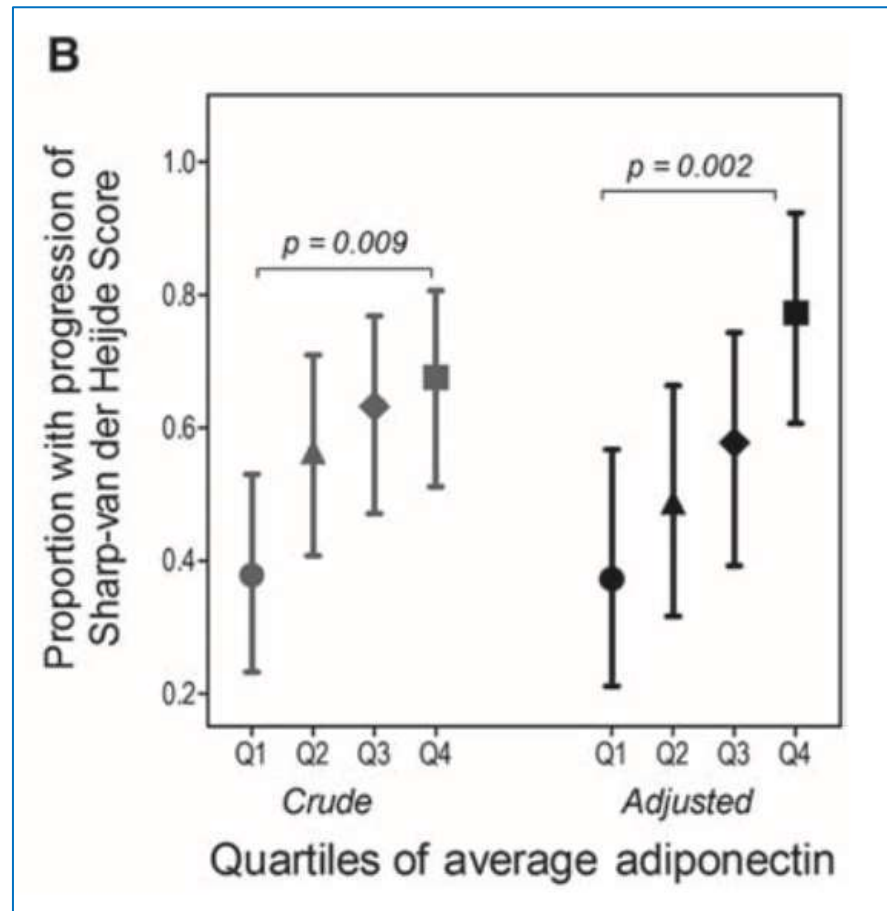 B
Proportion with progression of
Sharp-van der Heijde Score
1.0
0.8
0.6
0.4
0.2
p = 0.009
p = 0.002
Q1 Q2 Q3 Q4
Q1 Q2 Q3 Q4
Crude
Adjusted
Quartiles of average adiponectin